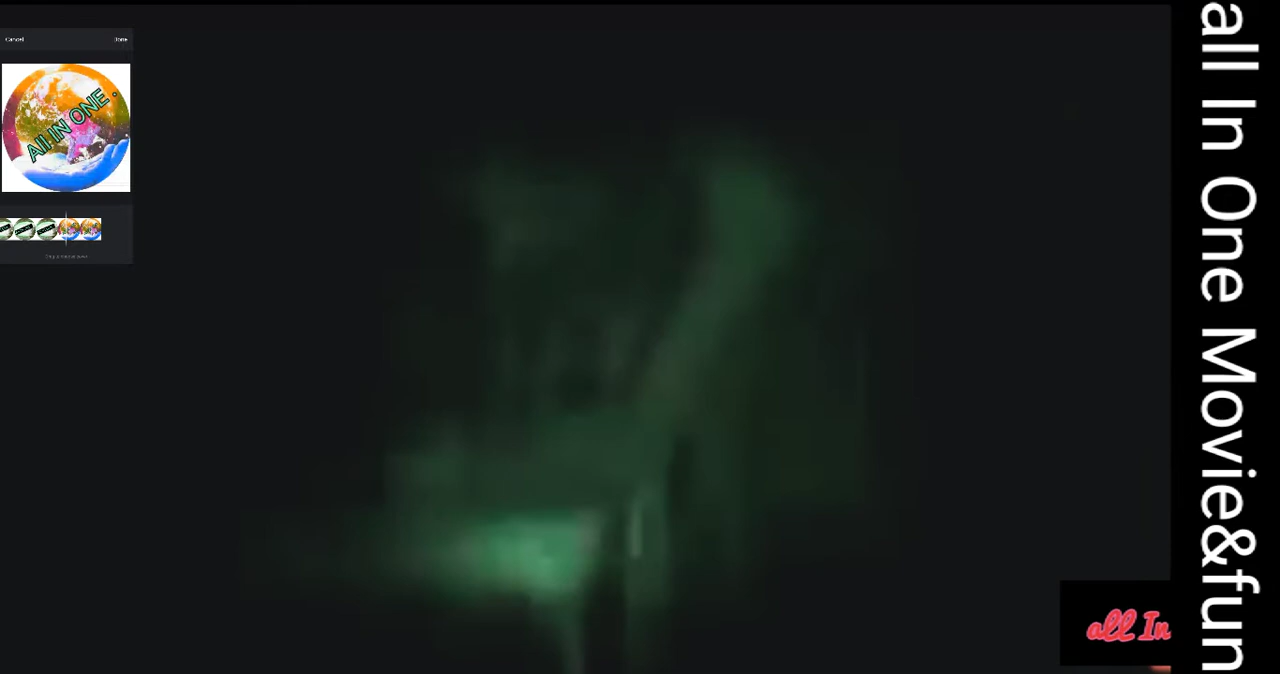 Cancel
Done
All IN ONE .
all In One Movie&fun
all In